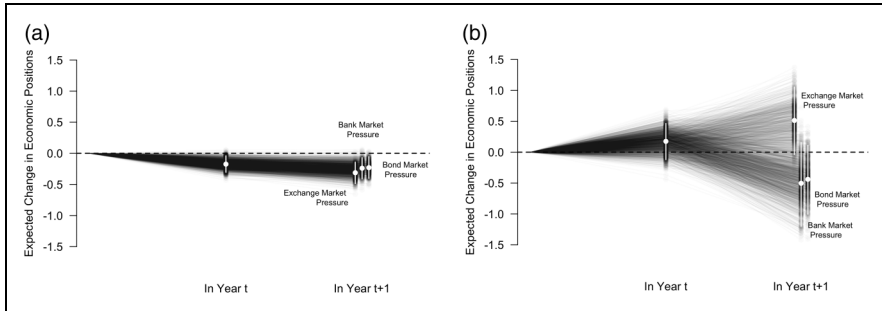 (a)
Expected Change in Economic Positions
1.5
1.0
0.5
0.0
-0.5
-1.0
-1.5
Bank Market
Pressure
Bond Market
Pressure
Exchange Market
Pressure
In Year t
In Year t+1
(b)
Expected Change in Economic Positions
1.5
1.0
0.5
0.0
-0.5
-1.0
-1.5
Exchange Market
Pressure
Bond Market
Pressure
Bank Market
Pressure
In Year t
In Year t+1